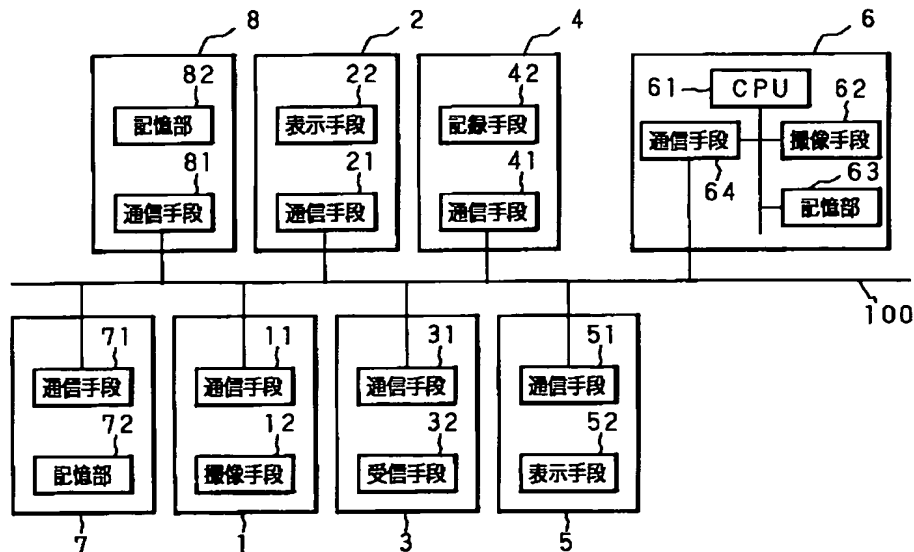 8 2 4 6
82 22 42 61 CPU 62
記憶部 表示手段 記録手段 通信手段 撮像手段
81 21 41 64 63
通信手段 通信手段 通信手段 記憶部
100
71 11 31 51
通信手段 通信手段 通信手段 通信手段
72 12 32 52
記憶部 撮像手段 受信手段 表示手段
7 1 3 5